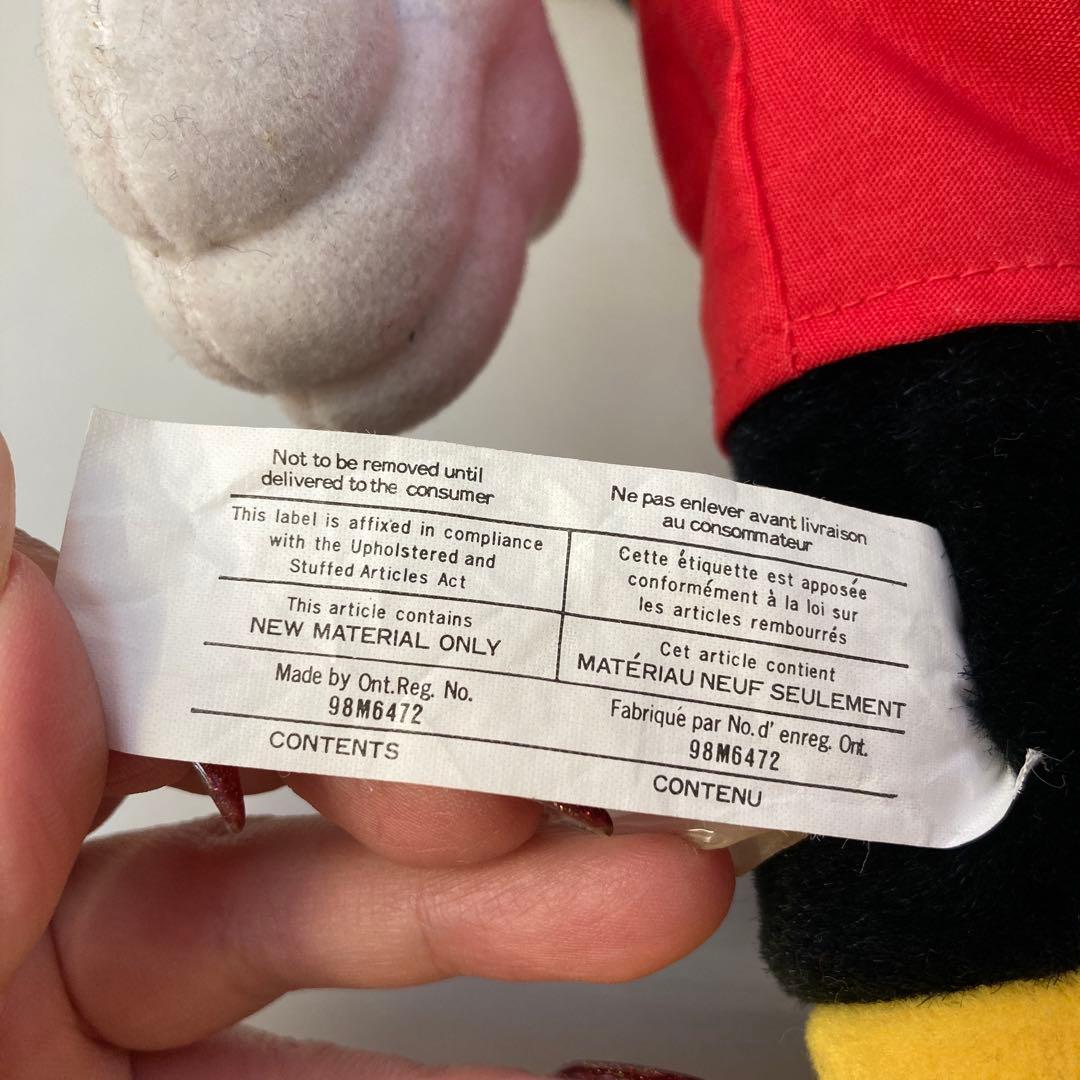 Not to be removed until
delivered to the consumer
This label is affixed in compliance
with the Upholstered and
Stuffed Articles Act
This article contains
NEW MATERIAL ONLY
Made by Ont.Reg. No.
98M6472
CONTENTS
Ne pas enlever avant livraison
au consommateur
Cette étiquette est apposée
conformément à la loi sur
les articles rembourrés
Cet article contient
MATÉRIAU NEUF SEULEMENT
Fabriqué par No. d' enreg. Ont.
98M6472
CONTENU